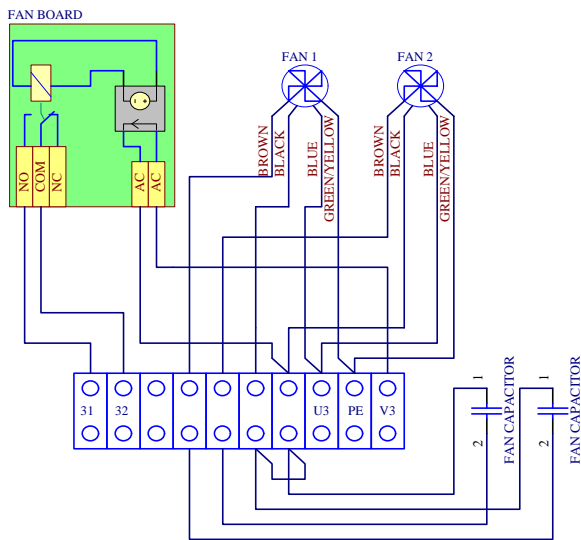 FAN BOARD
FAN 1
FAN 2
NO
COM
NC
AC
AC
BROWN
BLACK
BLUE
GREEN/YELLOW
BROWN
BLACK
BLUE
GREEN/YELLOW
31
32
U3
PE
V3
1
2
FAN CAPACITOR
1
2
FAN CAPACITOR